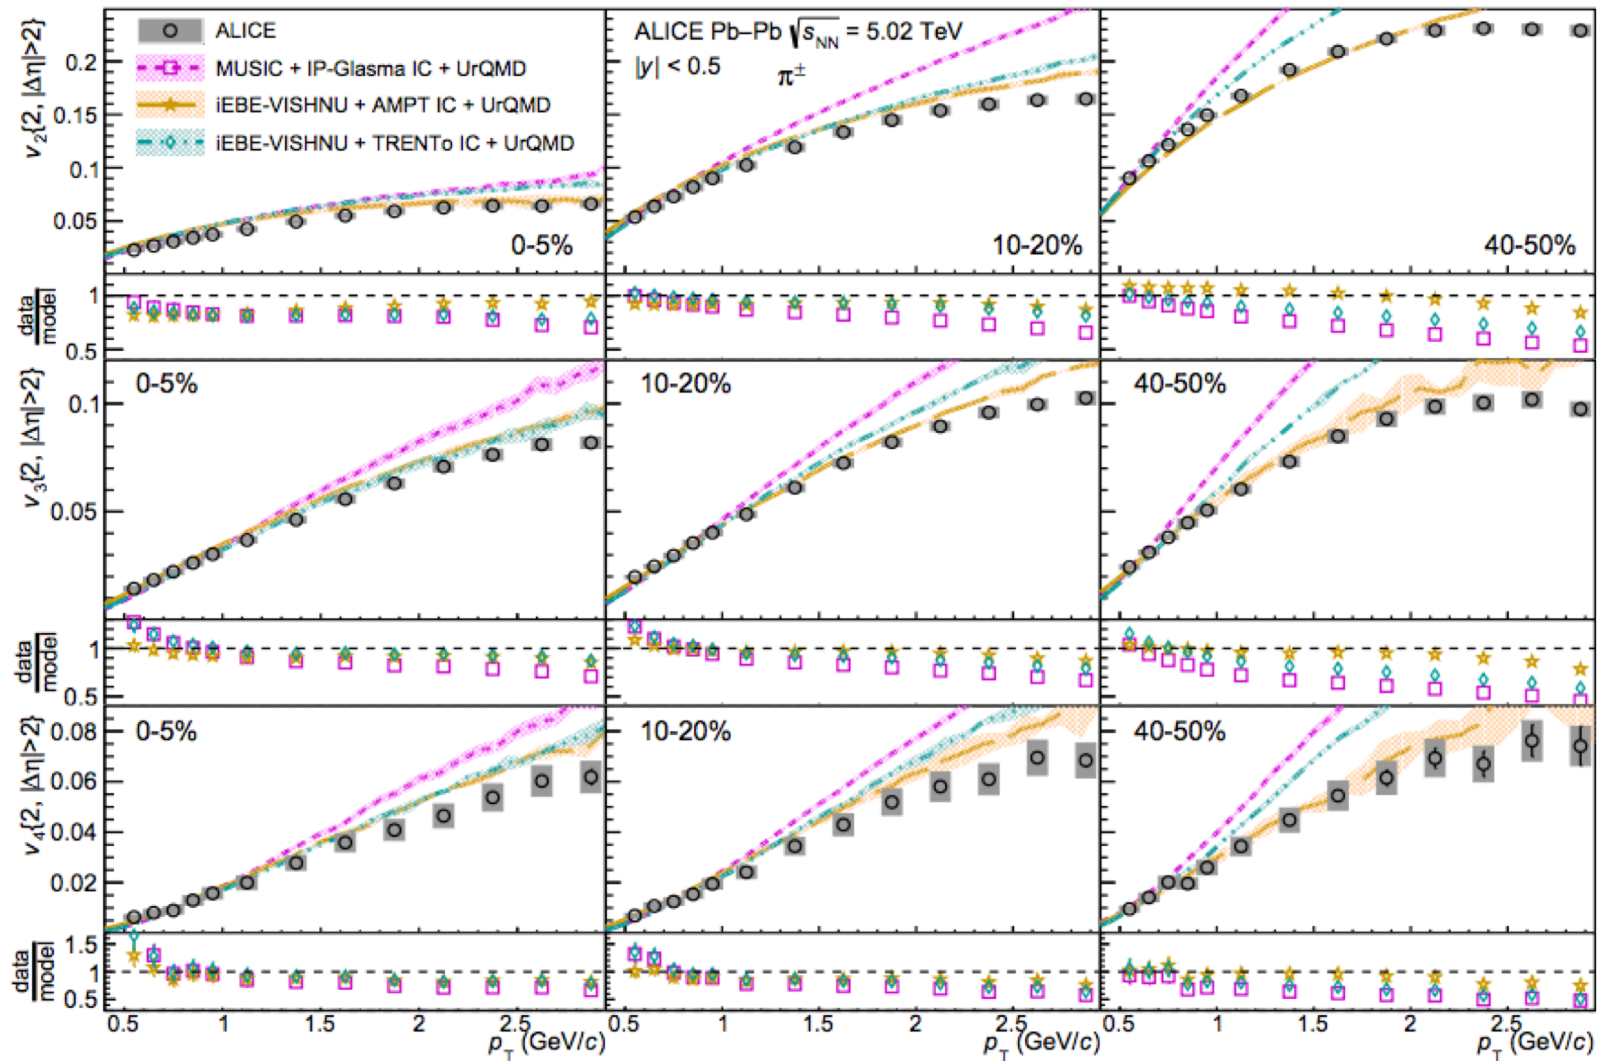 ALICE
MUSIC + IP-Glasma IC + UrQMD
iEBE-VISHNU + AMPT IC + UrQMD
iEBE-VISHNU + TRENTo IC + UrQMD
ALICE Pb–Pb √sNN = 5.02 TeV
|y| < 0.5 π±
v2{2, |Δη|>2}
0.2
0.15
0.1
0.05
0-5%
10-20%
40-50%
data
model
1
0.5
v3{2, |Δη|>2}
0.1
0.05
0-5%
10-20%
40-50%
data
model
1
0.5
v4{2, |Δη|>2}
0.08
0.06
0.04
0.02
0-5%
10-20%
40-50%
data
model
1.5
1
0.5
0.5 1 1.5 2 2.5 0.5 1 1.5 2 2.5 0.5 1 1.5 2 2.5
pT (GeV/c) pT (GeV/c) pT (GeV/c)